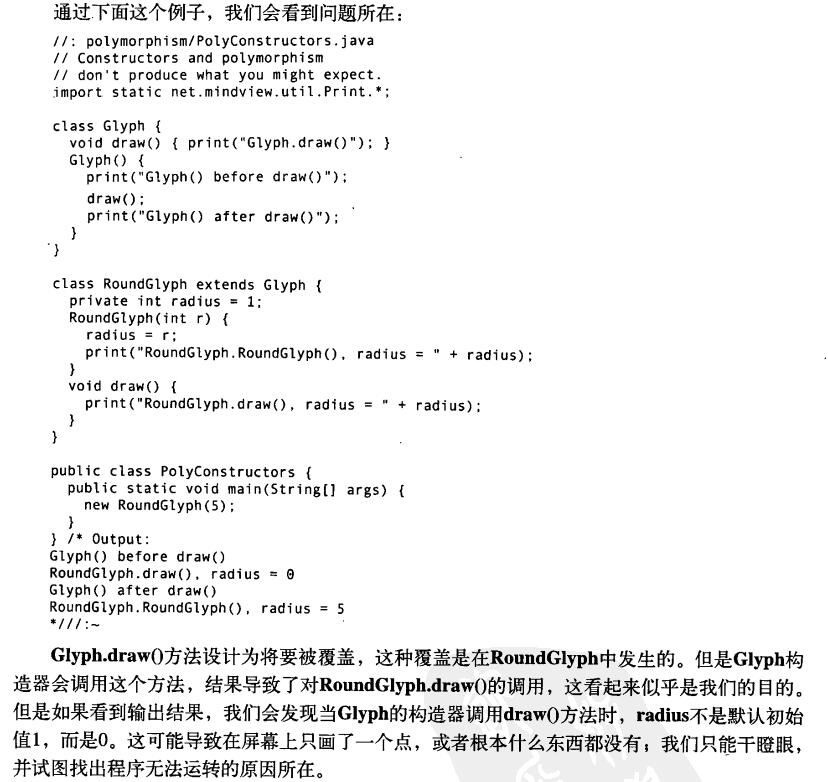 通过下面这个例子，我们会看到问题所在：
//: polymorphism/PolyConstructors.java
// Constructors and polymorphism
// don't produce what you might expect.
import static net.mindview.util.Print.*;
class Glyph {
void draw() { print("Glyph.draw()"); }
Glyph() {
print("Glyph() before draw()");
draw();
print("Glyph() after draw()");
}
}
class RoundGlyph extends Glyph {
private int radius = 1;
RoundGlyph(int r) {
radius = r;
print("RoundGlyph.RoundGlyph(), radius = " + radius);
}
void draw() {
print("RoundGlyph.draw(), radius = " + radius);
}
}
public class PolyConstructors {
public static void main(String[] args) {
new RoundGlyph(5);
}
} /* Output:
Glyph() before draw()
RoundGlyph.draw(), radius = 0
Glyph() after draw()
RoundGlyph.RoundGlyph(), radius = 5
*///:~
Glyph.draw()方法设计为将要被覆盖，这种覆盖是在RoundGlyph中发生的。但是Glyph构
造器会调用这个方法，结果导致了对RoundGlyph.draw()的调用，这看起来似乎是我们的目的。
但是如果看到输出结果，我们会发现当Glyph的构造器调用draw()方法时，radius不是默认初始
值1，而是0。这可能导致在屏幕上只画了一个点，或者根本什么东西都没有；我们只能干瞪眼，
并试图找出程序无法运转的原因所在。